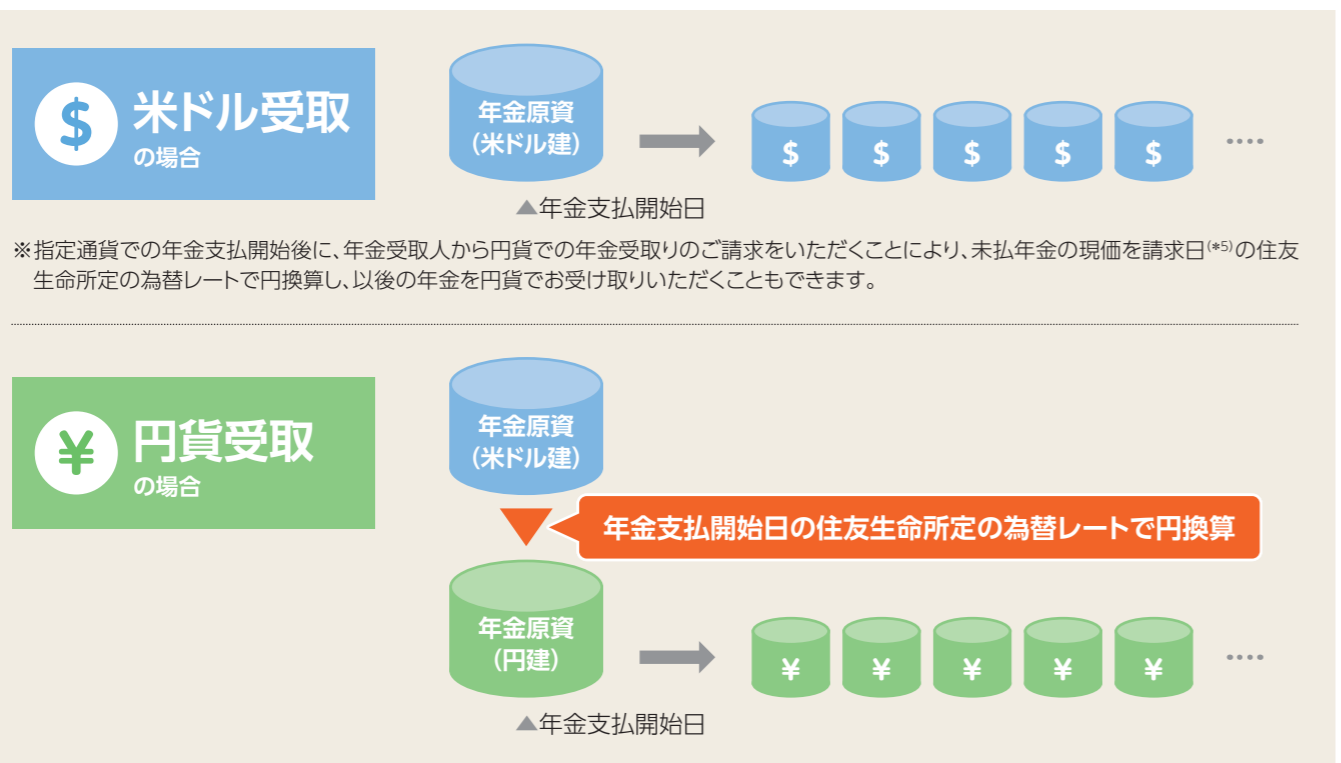 $ 米ドル受取
の場合
年金原資
(米ドル建)
$ $ $ $ $ ····
▲年金支払開始日
※指定通貨での年金支払開始後に、年金受取人から円貨での年金受取りのご請求をいただくことにより、未払年金の現価を請求日(*5)の住友
生命所定の為替レートで円換算し、以後の年金を円貨でお受け取りいただくこともできます。
¥ 円貨受取
の場合
年金原資
(米ドル建)
年金支払開始日の住友生命所定の為替レートで円換算
年金原資
(円建)
¥ ¥ ¥ ¥ ¥ ····
▲年金支払開始日